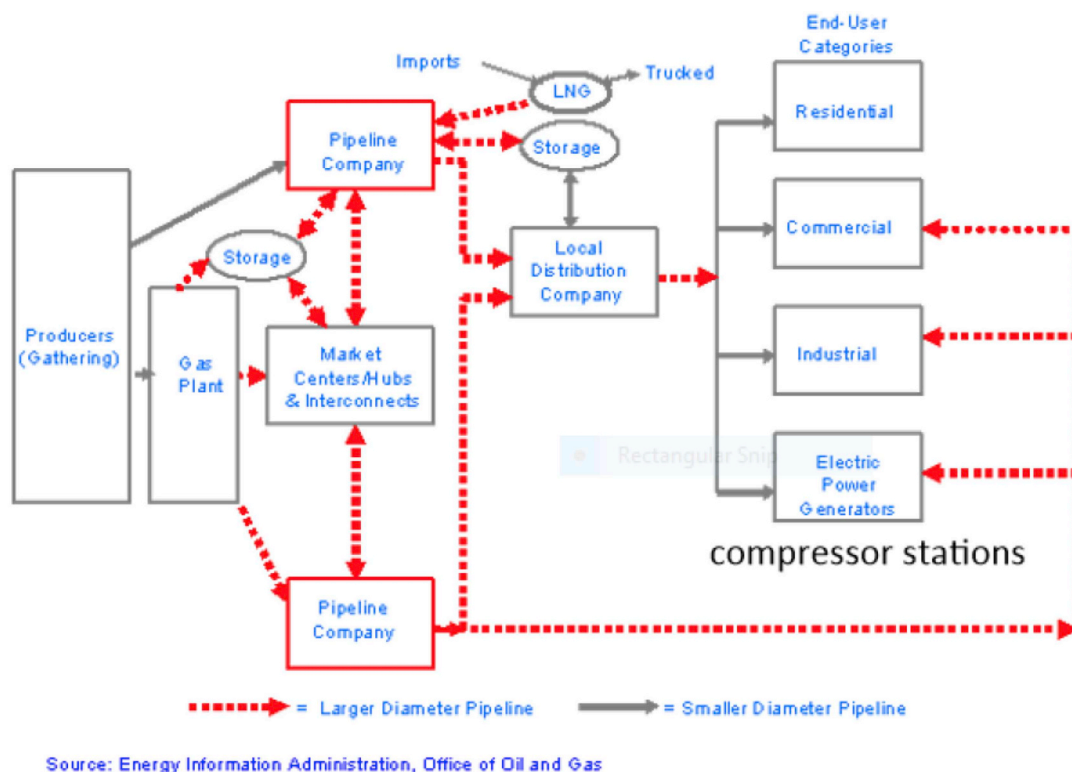 End-User
Categories
Imports
Trucked
LNG
Residential
Pipeline
Company
Storage
Commercial
Local
Distribution
Company
Storage
Producers
(Gathering)
Gas
Plant
Market
Centers/Hubs
& Interconnects
Industrial
Rectangular Snip
Electric
Power
Generators
compressor stations
Pipeline
Company
= Larger Diameter Pipeline
= Smaller Diameter Pipeline
Source: Energy Information Administration, Office of Oil and Gas